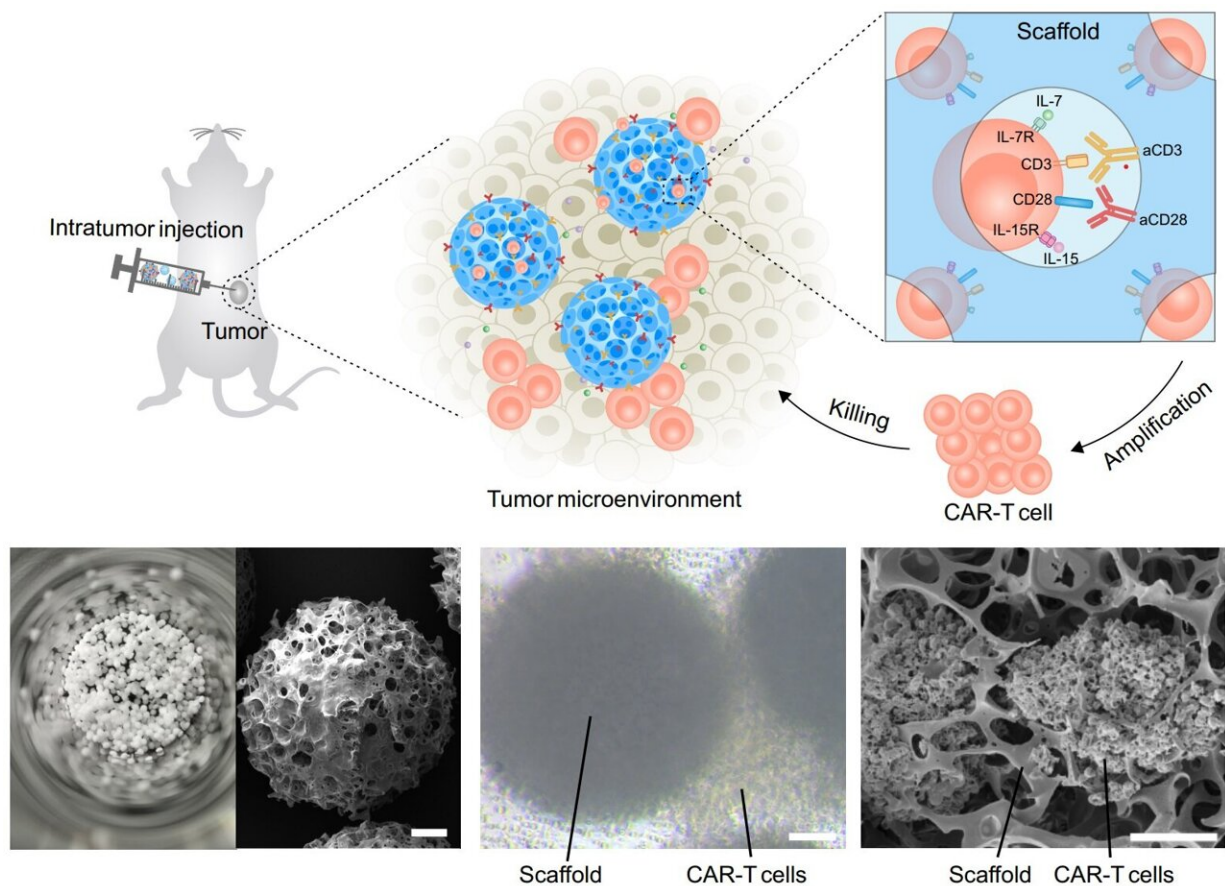 Scaffold
IL-7
IL-7R
CD3
aCD3
CD28
aCD28
IL-15R
IL-15
Intratumor injection
Tumor
Killing
Amplification
Tumor microenvironment
CAR-T cell
Scaffold
CAR-T cells
Scaffold
CAR-T cells